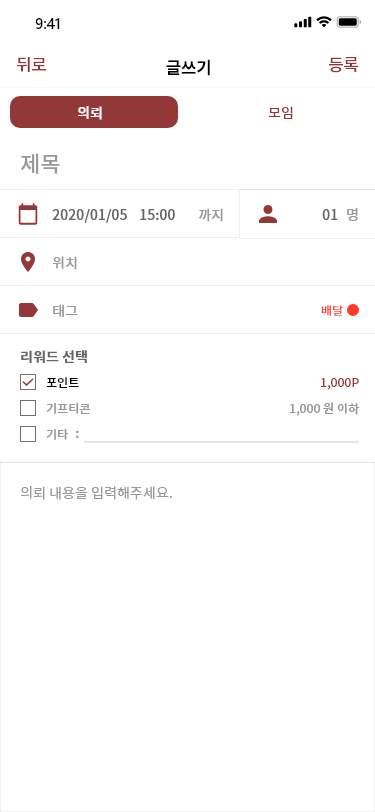 9:41
뒤로 글쓰기 등록
의뢰 모임
제목
2020/01/05 15:00 까지 01 명
위치
태그 배달
리워드 선택
포인트 1,000P
기프티콘 1,000 원 이하
기타 :
의뢰 내용을 입력해주세요.